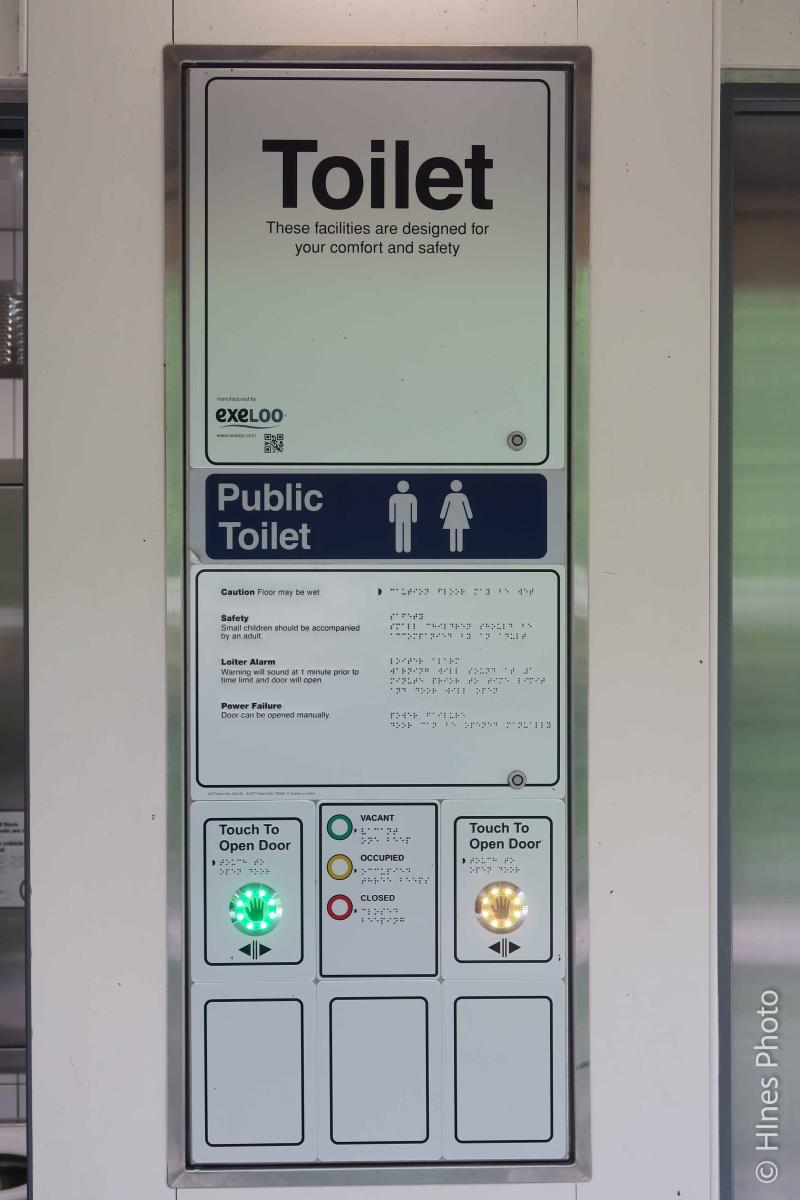 Toilet
These facilities are designed for
your comfort and safety
manufactured by
exeLOO
www.exeloo.com
Public
Toilet
Caution Floor may be wet
Safety
Small children should be accompanied
by an adult.
Loiter Alarm
Warning will sound at 1 minute prior to
time limit and door will open.
Power Failure
Door can be opened manually.
Touch To
Open Door
VACANT
OCCUPIED
CLOSED
Touch To
Open Door
© HInes Photo